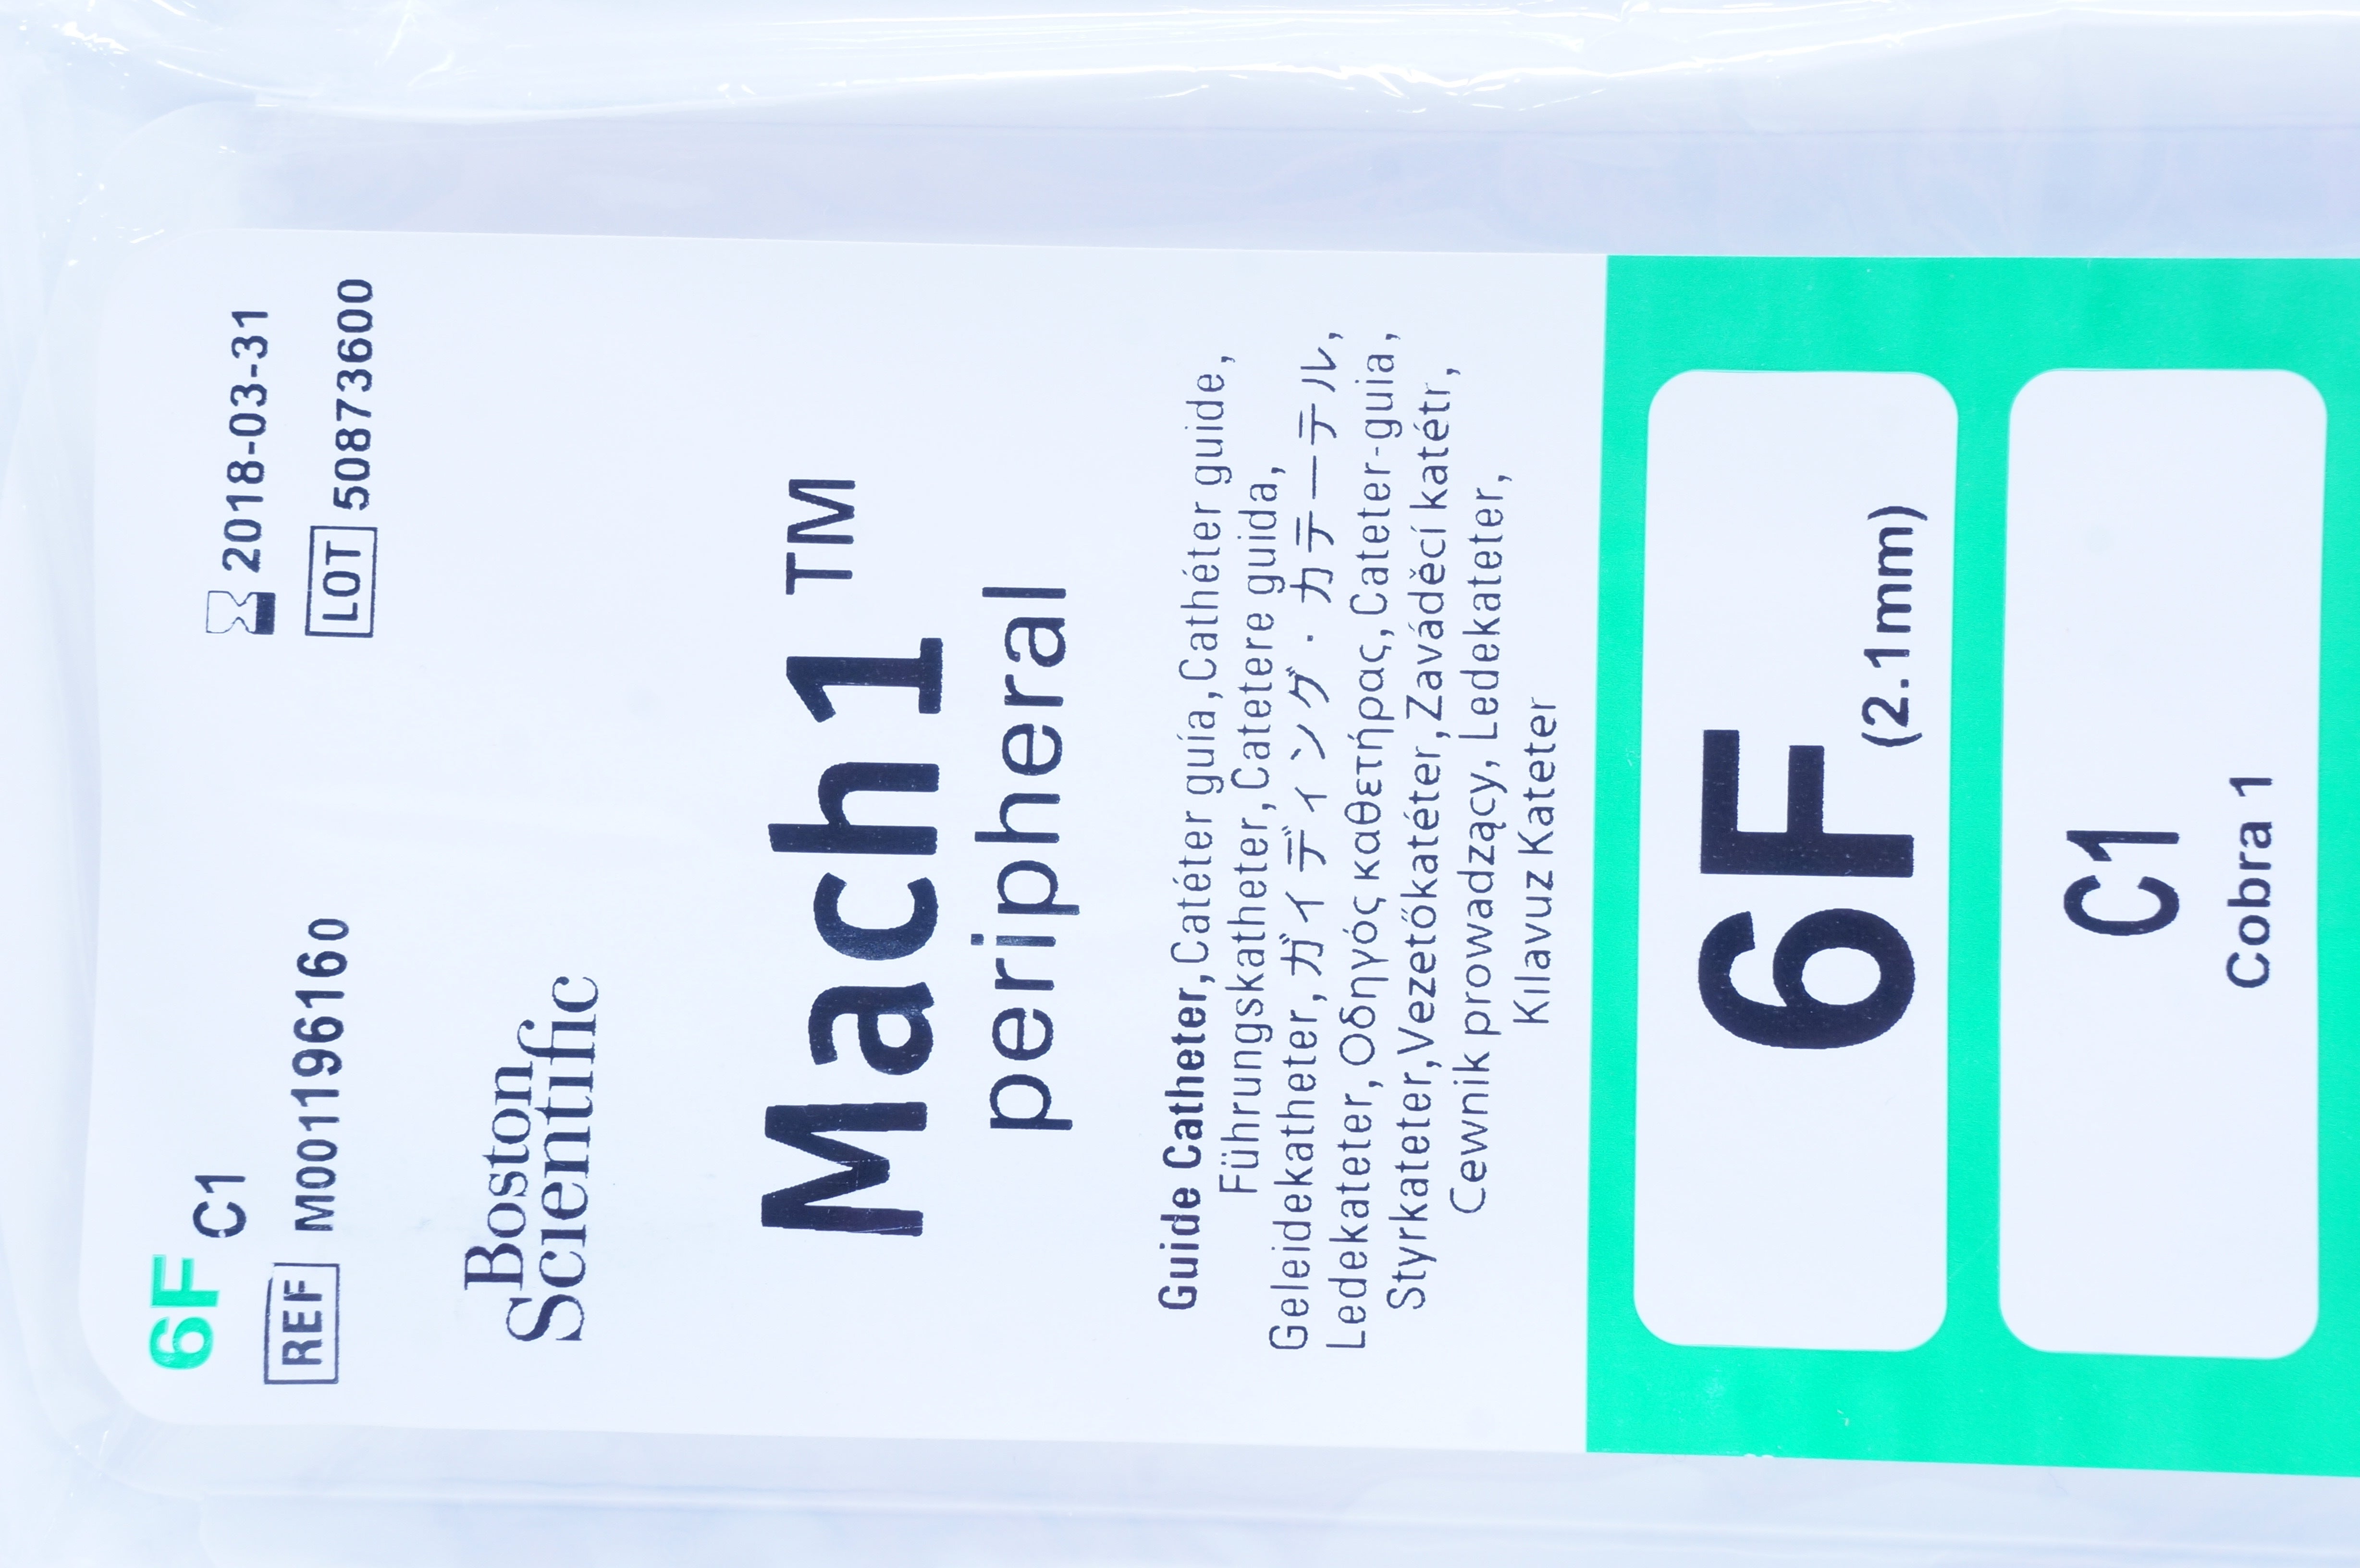 6F C1
2018-03-31
REF M001196160
LOT 50873600
Boston
Scientific
Mach1™
peripheral
Guide Catheter, Catéter guía, Cathéter guide,
Führungskatheter, Catetere guida,
Geleidekatheter, ガイディング・カテーテル,
Ledekateter, Οδηγός καθετήρας, Cateter-guia,
Styrkateter, Vezetőkatéter, Zaváděcí katétr,
Cewnik prowadzący, Ledekateter,
Kılavuz Kateter
6F (2.1mm)
C1
Cobra 1